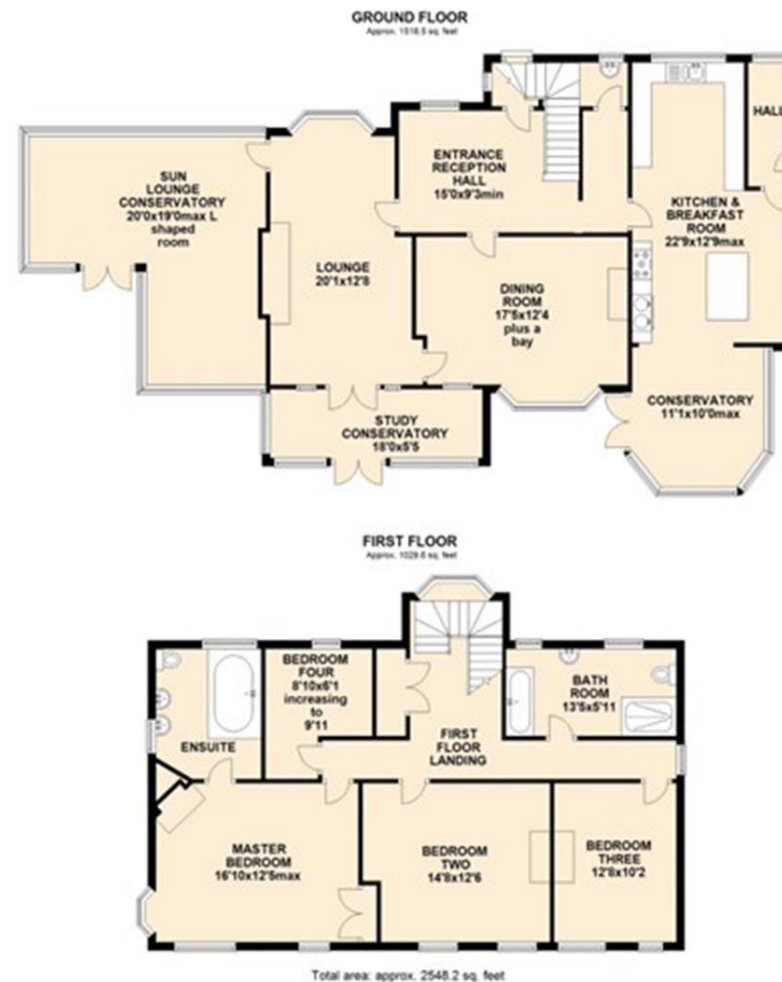 GROUND FLOOR
Approx. 1518.5 sq. feet
SUN
LOUNGE
CONSERVATORY
20'0x19'0max L
shaped
room
LOUNGE
20'1x12'8
ENTRANCE
RECEPTION
HALL
15'0x9'3min
DINING
ROOM
17'5x12'4
plus a
bay
KITCHEN &
BREAKFAST
ROOM
22'9x12'9max
HALL
STUDY
CONSERVATORY
18'0x5'5
CONSERVATORY
11'1x10'0max
FIRST FLOOR
Approx. 1029.6 sq. feet
ENSUITE
BEDROOM
FOUR
8'10x6'1
increasing
to
9'11
FIRST
FLOOR
LANDING
BATH
ROOM
13'5x5'11
MASTER
BEDROOM
16'10x12'5max
BEDROOM
TWO
14'8x12'6
BEDROOM
THREE
12'8x10'2
Total area: approx. 2548.2 sq. feet